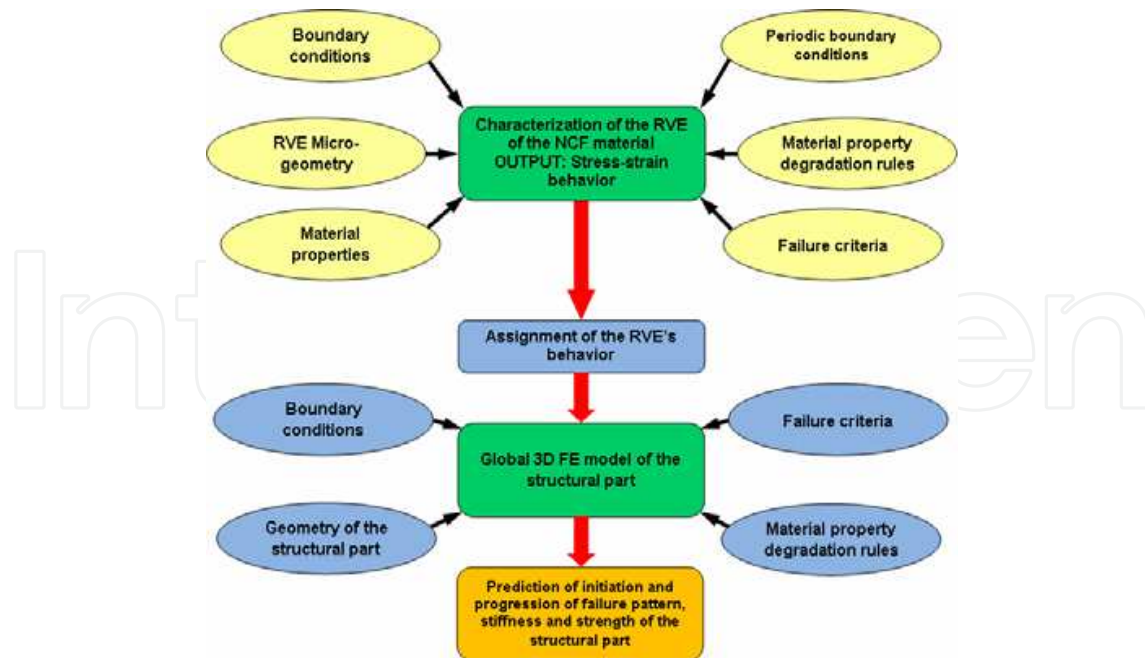 Boundary
conditions
Periodic boundary
conditions
RVE Micro-
geometry
Characterization of the RVE
of the NCF material
OUTPUT: Stress-strain
behavior
Material property
degradation rules
Material
properties
Failure criteria
Assignment of the RVE's
behavior
Boundary
conditions
Failure criteria
Global 3D FE model of the
structural part
Geometry of the
structural part
Material property
degradation rules
Prediction of initiation and
progression of failure pattern,
stiffness and strength of the
structural part